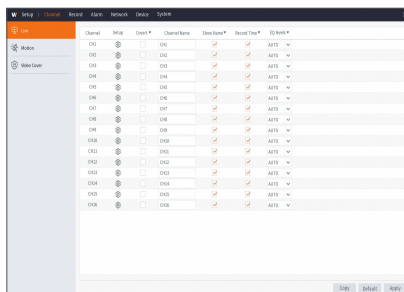 W Setup | Channel Record Alarm Network Device System
Live
Motion
Video Cover
Channel Setup Covert Channel Name Show Name Record Time EQ levels
CH1 CH1 AUTO
CH2 CH2 AUTO
CH3 CH3 AUTO
CH4 CH4 AUTO
CH5 CH5 AUTO
CH6 CH6 AUTO
CH7 CH7 AUTO
CH8 CH8 AUTO
CH9 CH9 AUTO
CH10 CH10 AUTO
CH11 CH11 AUTO
CH12 CH12 AUTO
CH13 CH13 AUTO
CH14 CH14 AUTO
CH15 CH15 AUTO
CH16 CH16 AUTO
Copy Default Apply